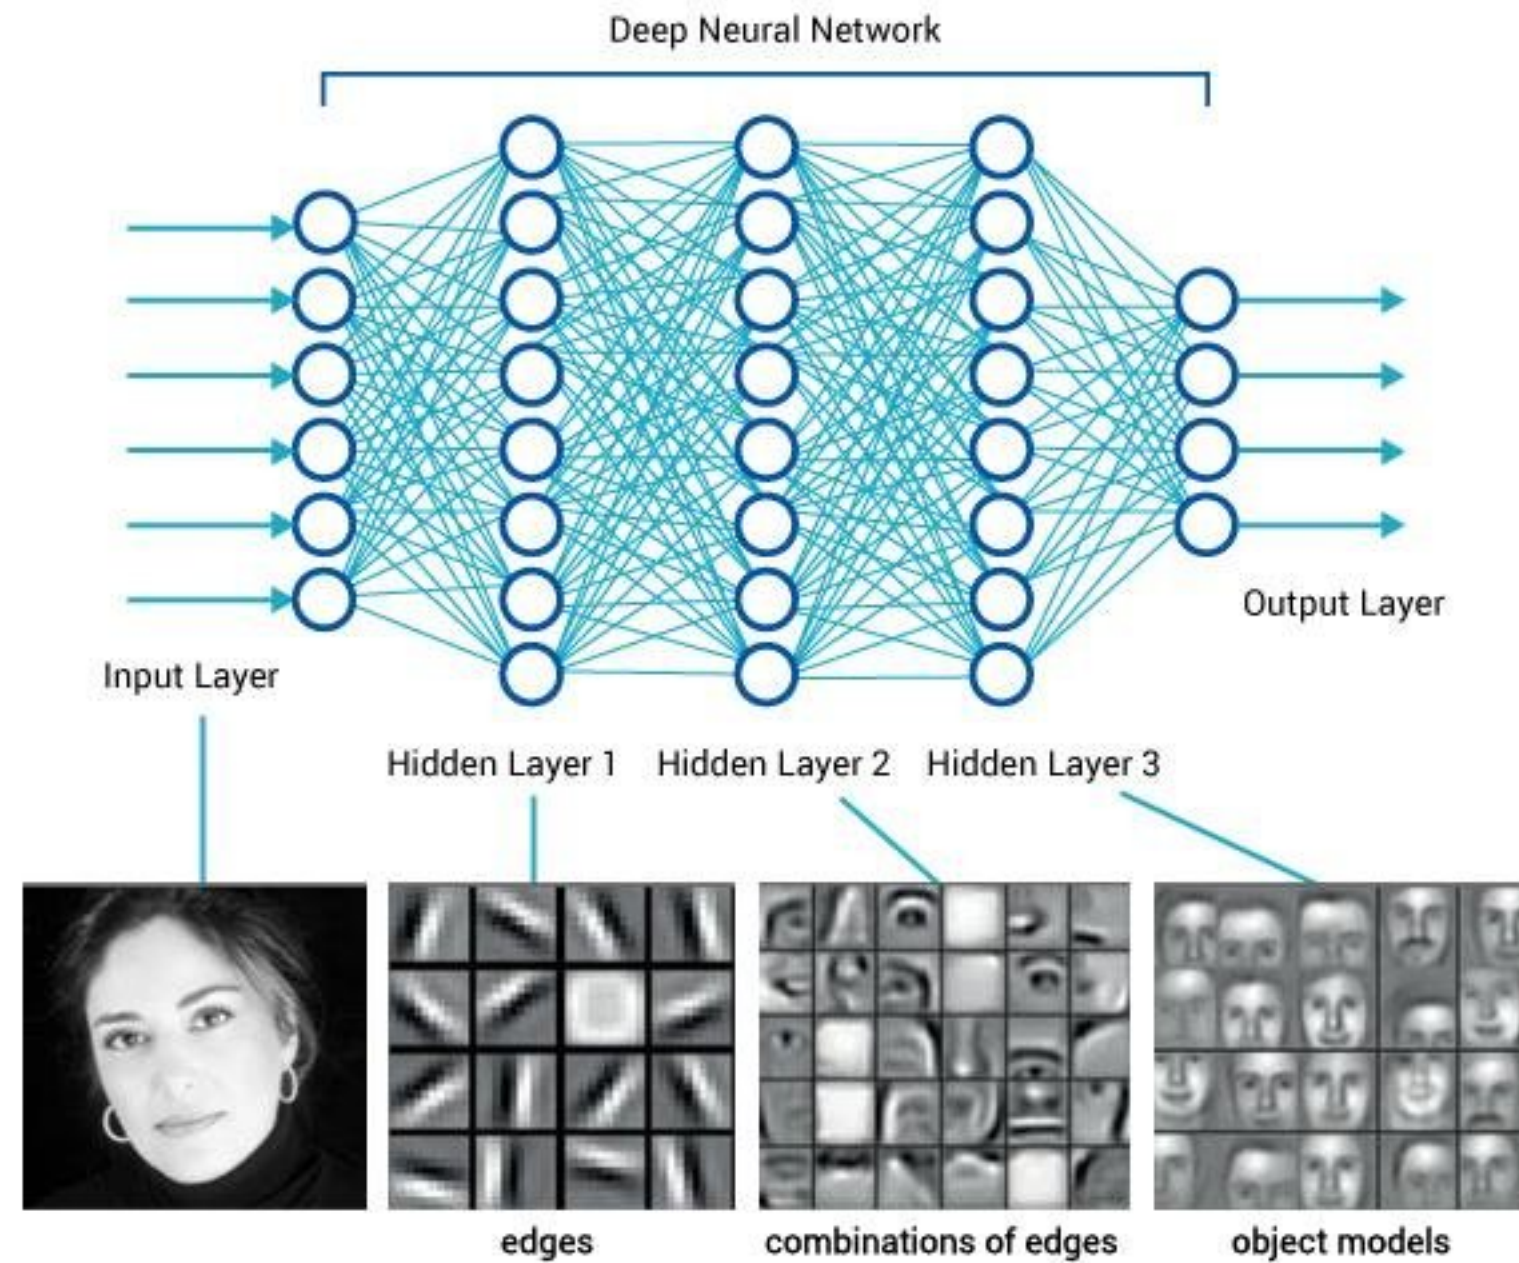 Deep Neural Network
Output Layer
Input Layer
Hidden Layer 1
Hidden Layer 2
Hidden Layer 3
edges
combinations of edges
object models